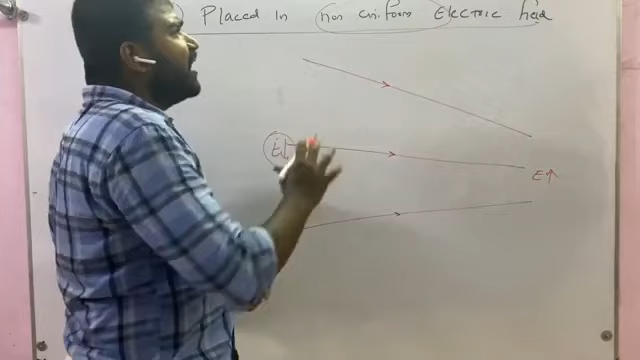 Placed in non uniform Electric field
E↓
E↑